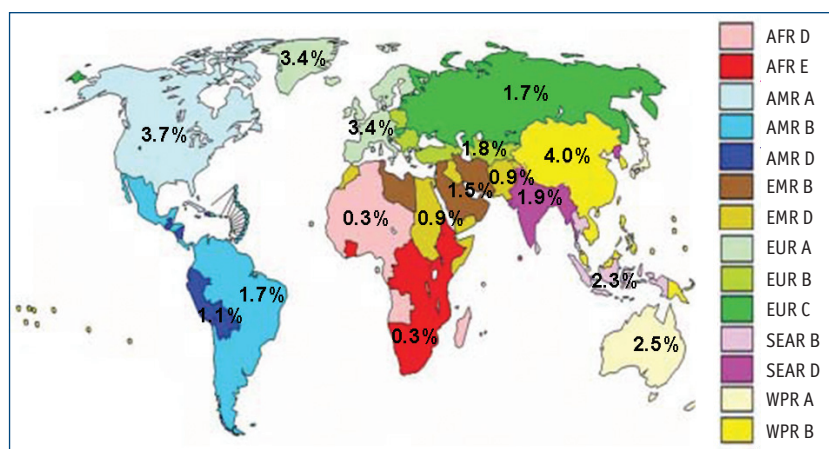 3.4%
1.7%
3.7%
3.4%
1.8%
4.0%
0.9%
1.5%
1.9%
0.3%
0.9%
2.3%
1.7%
1.1%
0.3%
2.5%
AFR D
AFR E
AMR A
AMR B
AMR D
EMR B
EMR D
EUR A
EUR B
EUR C
SEAR B
SEAR D
WPR A
WPR B